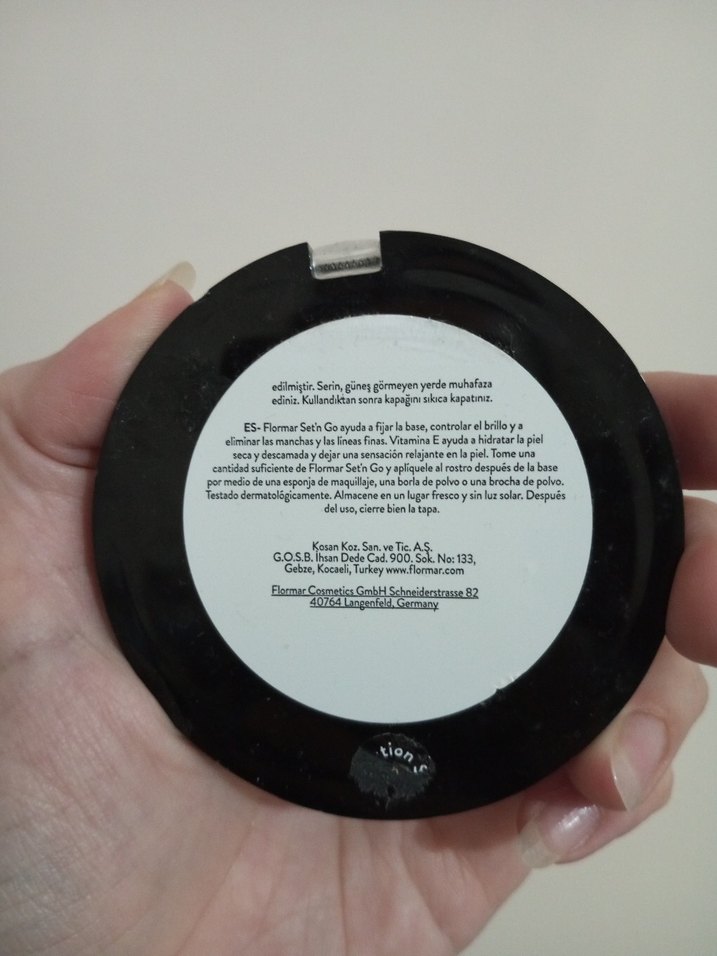 edilmiştir. Serin, güneş görmeyen yerde muhafaza
ediniz. Kullandıktan sonra kapağını sıkıca kapatınız.
ES- Flormar Set'n Go ayuda a fijar la base, controlar el brillo y a
eliminar las manchas y las líneas finas. Vitamina E ayuda a hidratar la piel
seca y descamada y dejar una sensación relajante en la piel. Tome una
cantidad suficiente de Flormar Set'n Go y aplíquele al rostro después de la base
por medio de una esponja de maquillaje, una borla de polvo o una brocha de polvo.
Testado dermatológicamente. Almacene en un lugar fresco y sin luz solar. Después
del uso, cierre bien la tapa.
Kosan Koz. San. ve Tic. A.Ş.
G.O.S.B. İhsan Dede Cad. 900. Sok. No: 133,
Gebze, Kocaeli, Turkey www.flormar.com
Flormar Cosmetics GmbH Schneiderstrasse 82
40764 Langenfeld, Germany